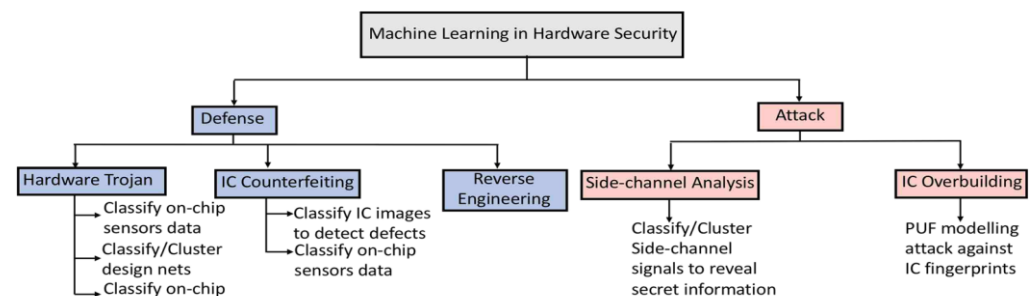 Machine Learning in Hardware Security
Defense
Attack
Hardware Trojan
IC Counterfeiting
Reverse
Engineering
Side-channel Analysis
IC Overbuilding
Classify on-chip
sensors data
Classify/Cluster
design nets
Classify on-chip
Classify IC images
to detect defects
Classify on-chip
sensors data
Classify/Cluster
Side-channel
signals to reveal
secret information
PUF modelling
attack against
IC fingerprints